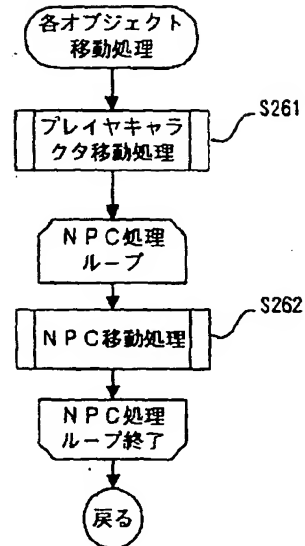 各オブジェクト
移動処理
プレイヤキャラ
クタ移動処理
S261
NPC処理
ループ
NPC移動処理
S262
NPC処理
ループ終了
戻る